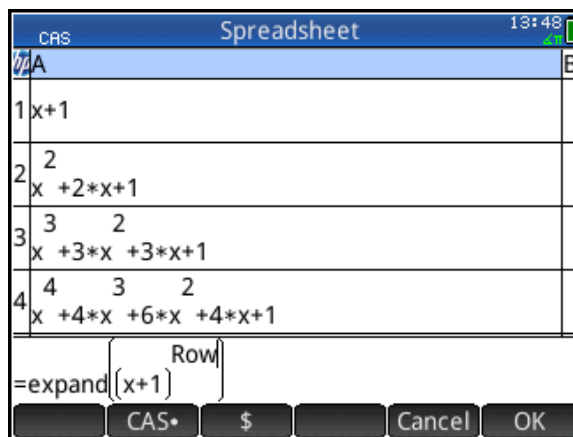 CAS Spreadsheet 13:48
∡π
hp A B
1 x+1
2
2 x +2*x+1
3 2
3 x +3*x +3*x+1
4 3 2
4 x +4*x +6*x +4*x+1
Row
=expand((x+1) )
CAS• $ Cancel OK